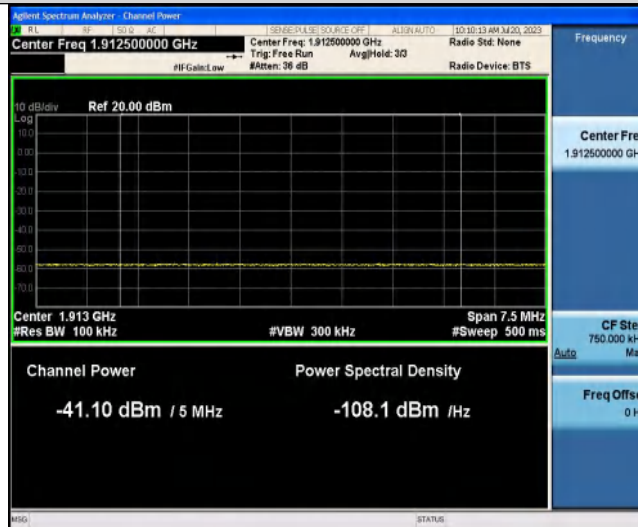 Agilent Spectrum Analyzer - Channel Power
RL RF 50 Ω AC SENSE:PULSE SOURCE OFF ALIGN AUTO 10:10:13 AM Jul 20, 2023
Center Freq 1.912500000 GHz
Center Freq: 1.912500000 GHz
Radio Std: None
Trig: Free Run Avg|Hold: 3/3
#IFGain:Low
#Atten: 36 dB
Radio Device: BTS
Frequency
10 dB/div Ref 20.00 dBm
Log
10.0
0.00
-10.0
-20.0
-30.0
-40.0
-50.0
-60.0
-70.0
Center 1.913 GHz Span 7.5 MHz
#Res BW 100 kHz #VBW 300 kHz #Sweep 500 ms
Channel Power Power Spectral Density
-41.10 dBm / 5 MHz -108.1 dBm /Hz
Center Fre
1.912500000 GH
CF Ste
750.000 kH
Auto Ma
Freq Offse
0 H
MSG STATUS